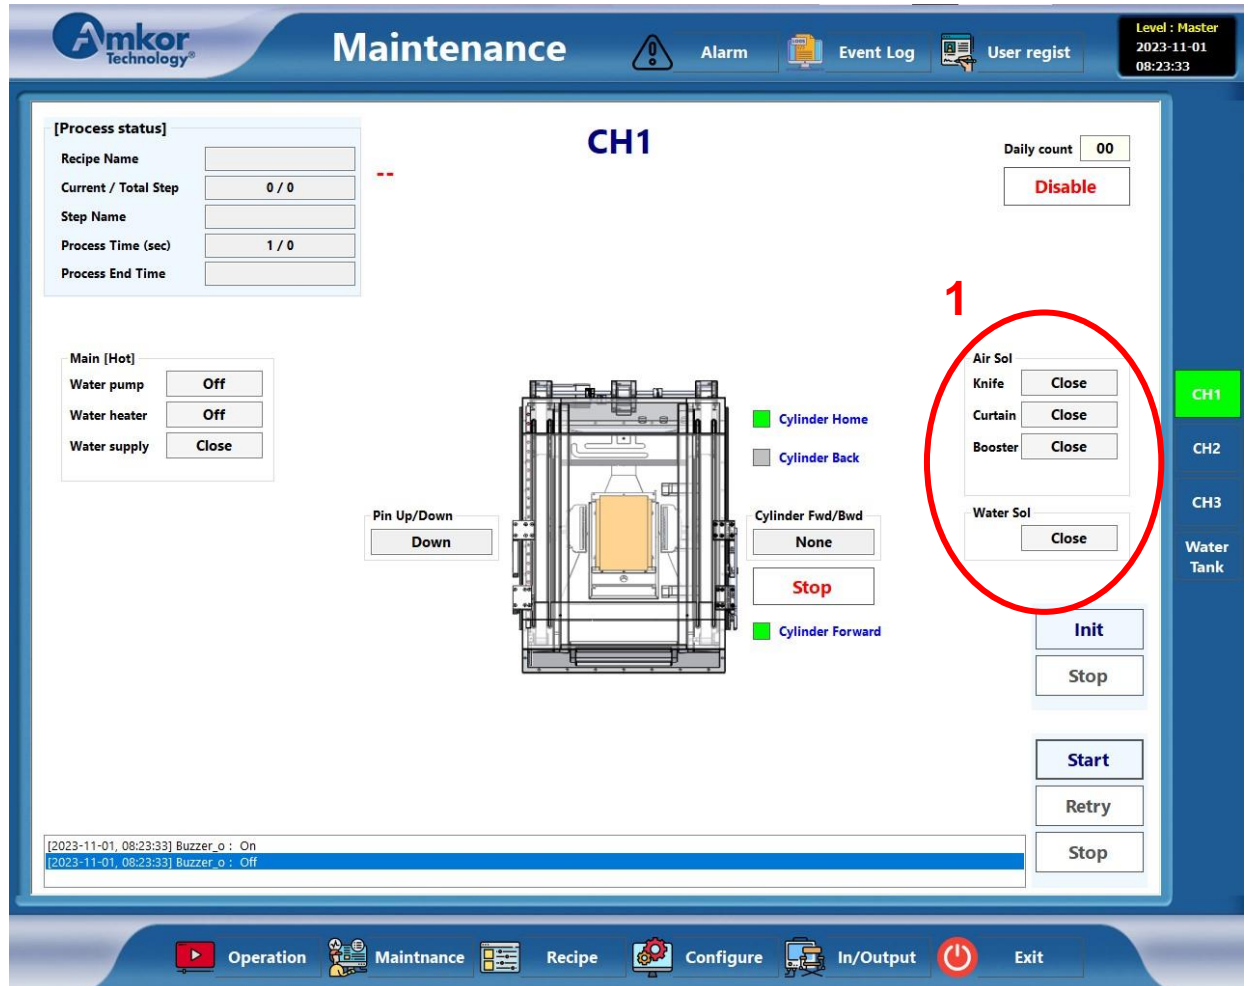 Amkor
Technology®
Maintenance
Alarm
Event Log
User regist
Level : Master
2023-11-01
08:23:33
[Process status]
Recipe Name
Current / Total Step 0 / 0
Step Name
Process Time (sec) 1 / 0
Process End Time
--
CH1
Daily count 00
Disable
1
Main [Hot]
Water pump Off
Water heater Off
Water supply Close
Pin Up/Down
Down
Cylinder Home
Cylinder Back
Cylinder Fwd/Bwd
None
Stop
Cylinder Forward
Air Sol
Knife Close
Curtain Close
Booster Close
Water Sol
Close
CH1
CH2
CH3
Water
Tank
Init
Stop
Start
Retry
Stop
[2023-11-01, 08:23:33] Buzzer_o : On
[2023-11-01, 08:23:33] Buzzer_o : Off
Operation
Maintnance
Recipe
Configure
In/Output
Exit